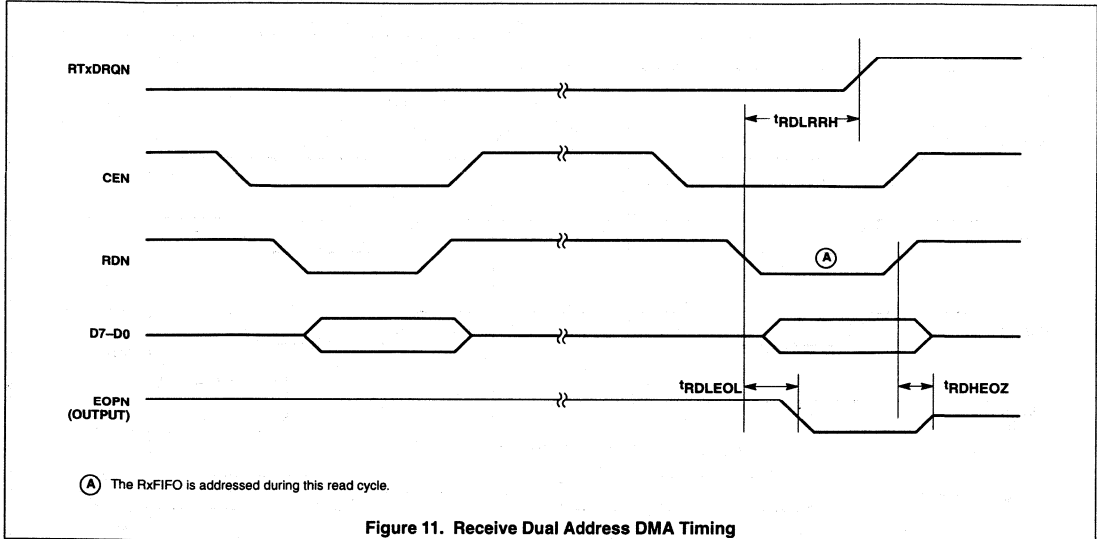 RTxDRQN
tRDLRRH
CEN
RDN
A
D7–D0
tRDLEOL
tRDHEOZ
EOPN
(OUTPUT)
A The RxFIFO is addressed during this read cycle.
Figure 11. Receive Dual Address DMA Timing